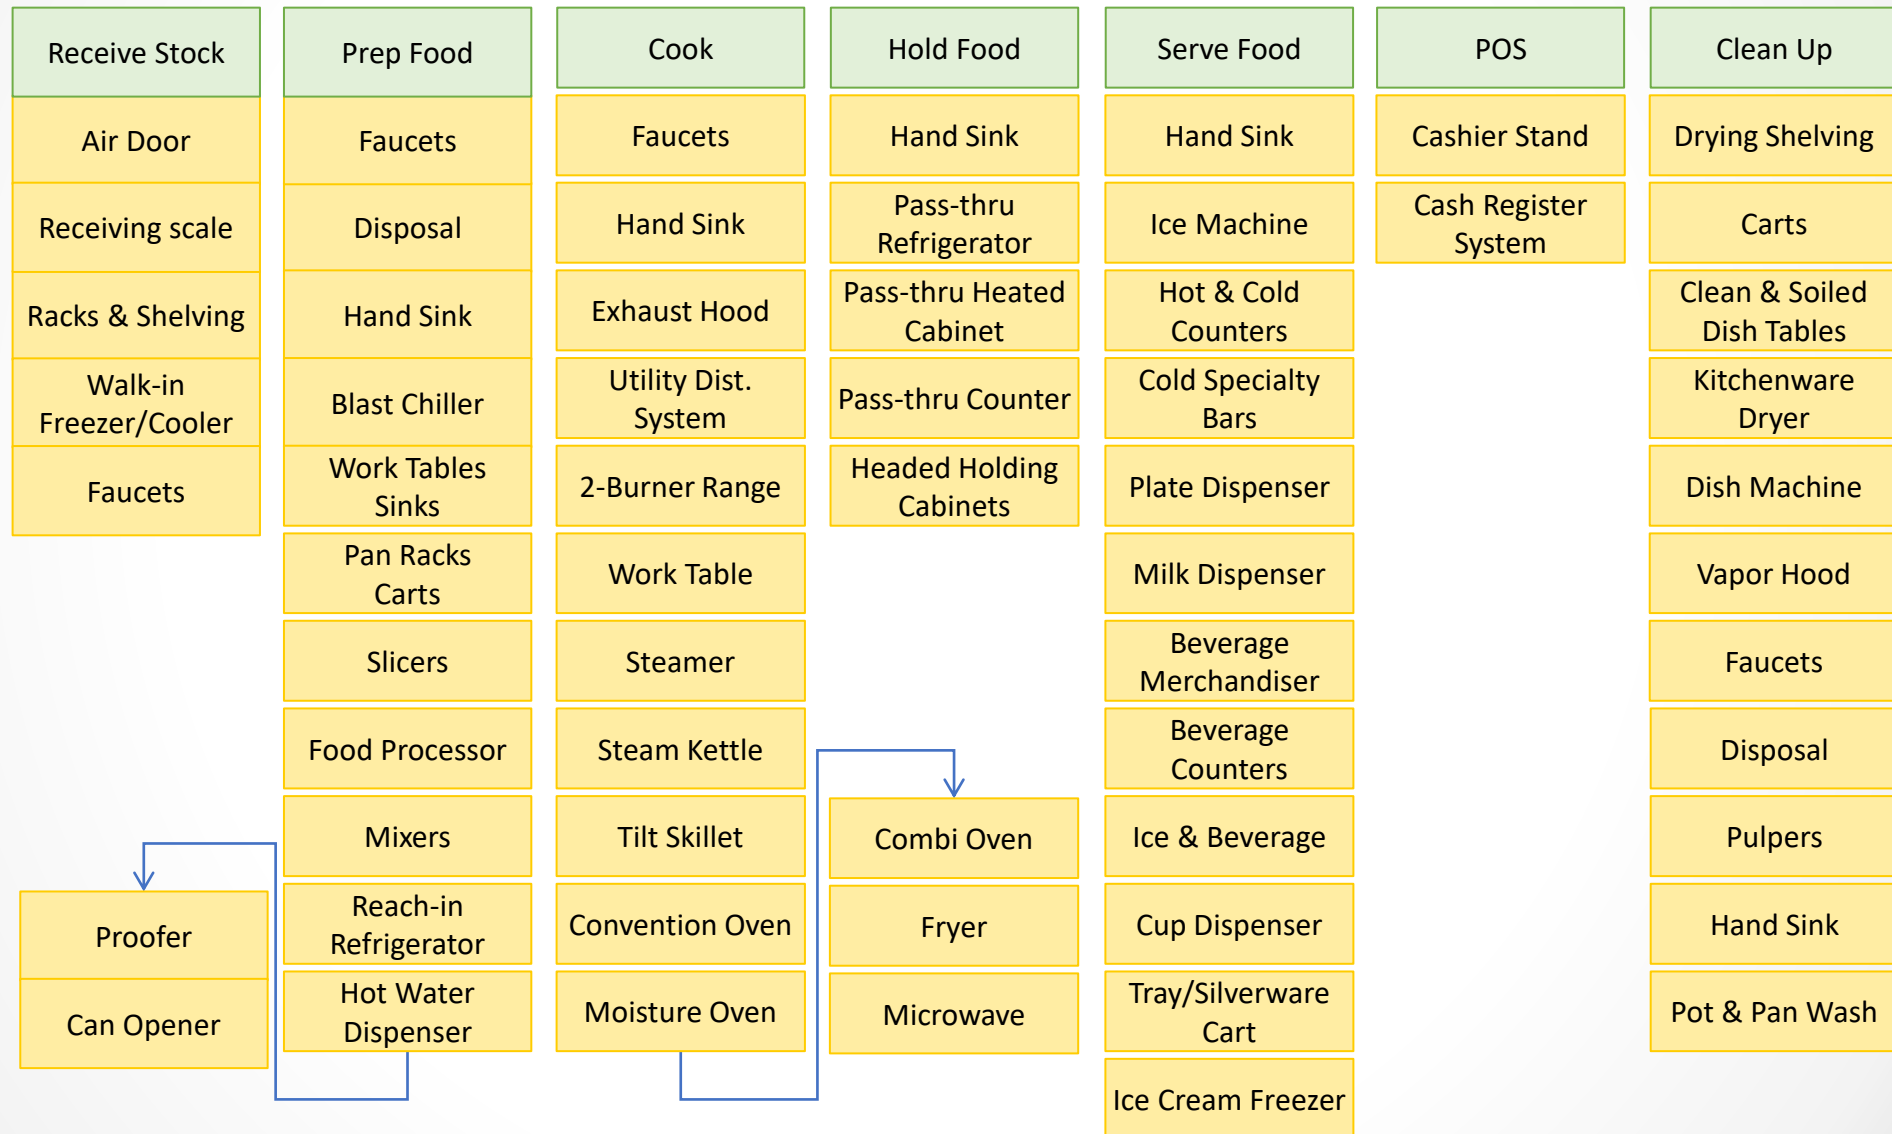 Receive Stock
Air Door
Receiving scale
Racks & Shelving
Walk-in
Freezer/Cooler
Faucets
Prep Food
Faucets
Disposal
Hand Sink
Blast Chiller
Work Tables
Sinks
Pan Racks
Carts
Slicers
Food Processor
Mixers
Reach-in
Refrigerator
Hot Water
Dispenser
Proofer
Can Opener
Cook
Faucets
Hand Sink
Exhaust Hood
Utility Dist.
System
2-Burner Range
Work Table
Steamer
Steam Kettle
Tilt Skillet
Convention Oven
Moisture Oven
Combi Oven
Fryer
Microwave
Hold Food
Hand Sink
Pass-thru
Refrigerator
Pass-thru Heated
Cabinet
Pass-thru Counter
Headed Holding
Cabinets
Serve Food
Hand Sink
Ice Machine
Hot & Cold
Counters
Cold Specialty
Bars
Plate Dispenser
Milk Dispenser
Beverage
Merchandiser
Beverage
Counters
Ice & Beverage
Cup Dispenser
Tray/Silverware
Cart
Ice Cream Freezer
POS
Cashier Stand
Cash Register
System
Clean Up
Drying Shelving
Carts
Clean & Soiled
Dish Tables
Kitchenware
Dryer
Dish Machine
Vapor Hood
Faucets
Disposal
Pulpers
Hand Sink
Pot & Pan Wash